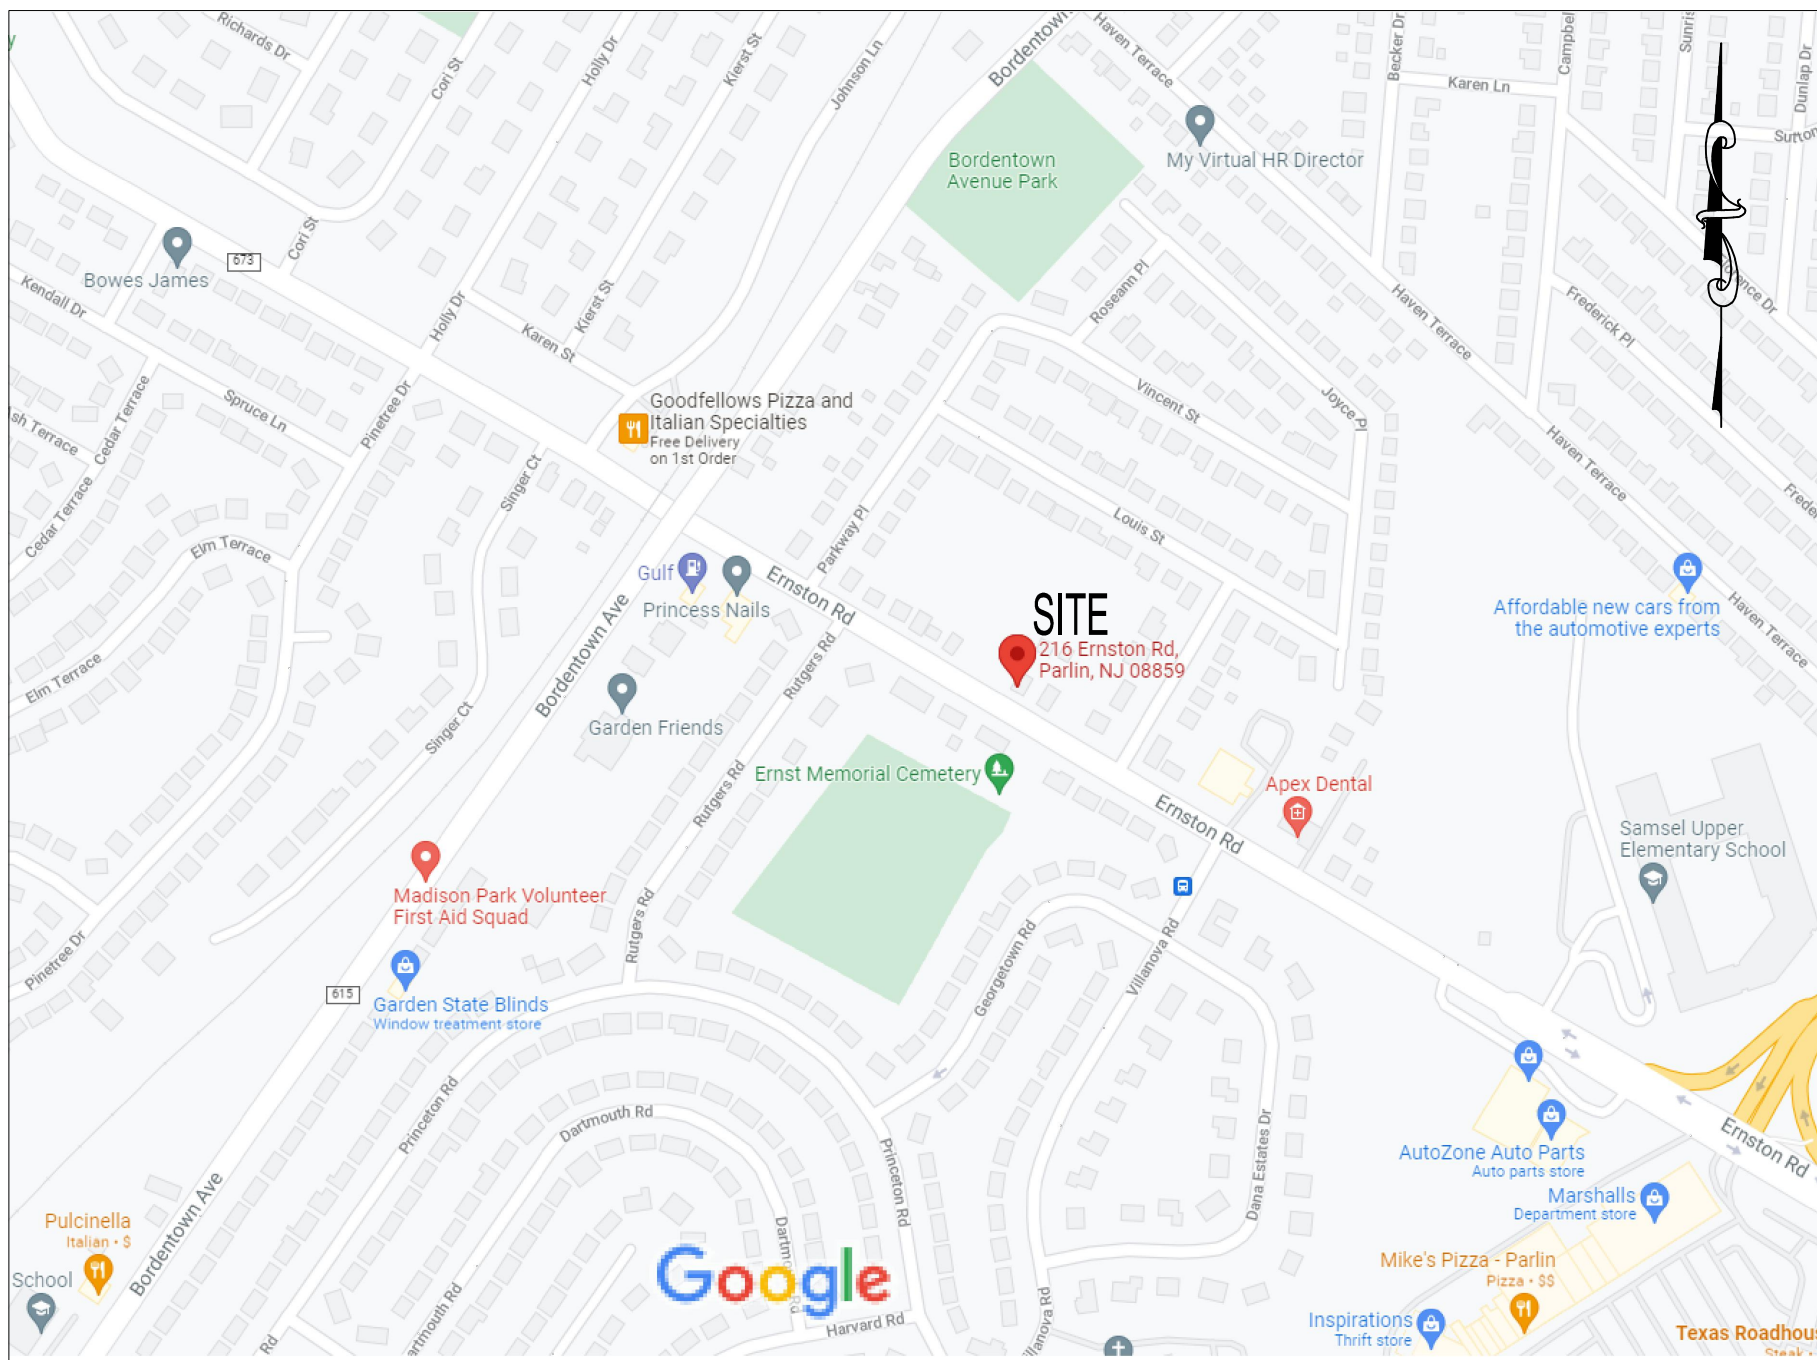 Richards Dr
Cori St
Holly Dr
Kierst St
Johnson Ln
Bordentown
Haven Terrace
Becker Dr
Karen Ln
Campbel
Sunris
Dunlap Dr
Sutton
y
Bordentown
Avenue Park
My Virtual HR Director
673
Cori St
Bowes James
Kendall Dr
Holly Dr
Kierst St
Karen St
Roseann Pl
Haven Terrace
Frederick Pl
Vincent St
Joyce Pl
Cedar Terrace
Spruce Ln
Pinetree Dr
Goodfellows Pizza and
Italian Specialties
Free Delivery
on 1st Order
Haven Terrace
Singer Ct
Cedar Terrace
Elm Terrace
Parkway Pl
Louis St
Gulf
Princess Nails
Ernston Rd
SITE
216 Ernston Rd,
Parlin, NJ 08859
Affordable new cars from
the automotive experts
Haven Terrace
Bordentown Ave
Rutgers Rd
Elm Terrace
Garden Friends
Singer Ct
Ernst Memorial Cemetery
Rutgers Rd
Apex Dental
Ernston Rd
Samsel Upper
Elementary School
Madison Park Volunteer
First Aid Squad
Rutgers Rd
Georgetown Rd
Villanova Rd
Pinetree Dr
615
Garden State Blinds
Window treatment store
Princeton Rd
Dartmouth Rd
Princeton Rd
Dana Estates Dr
AutoZone Auto Parts
Auto parts store
Ernston Rd
Marshalls
Department store
Pulcinella
Italian • $
Bordentown Ave
School
Google
Mike's Pizza - Parlin
Pizza • $$
Harvard Rd
Inspirations
Thrift store
Texas Roadhous
Steak •